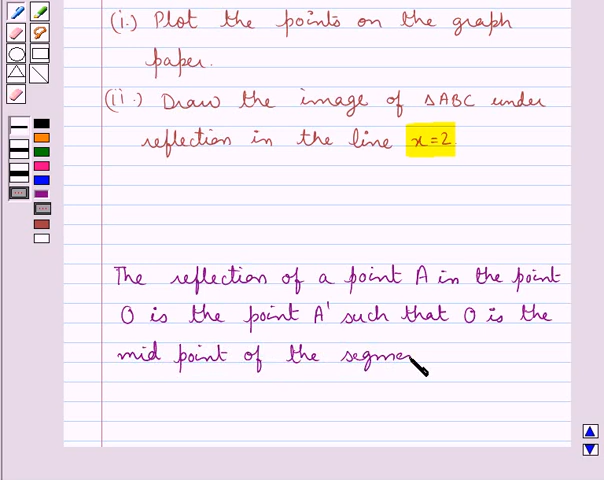 (i.) Plot the points on the graph
paper.
(ii.) Draw the image of ΔABC under
reflection in the line x=2.
The reflection of a point A in the point
O is the point A' such that O is the
mid point of the segmen